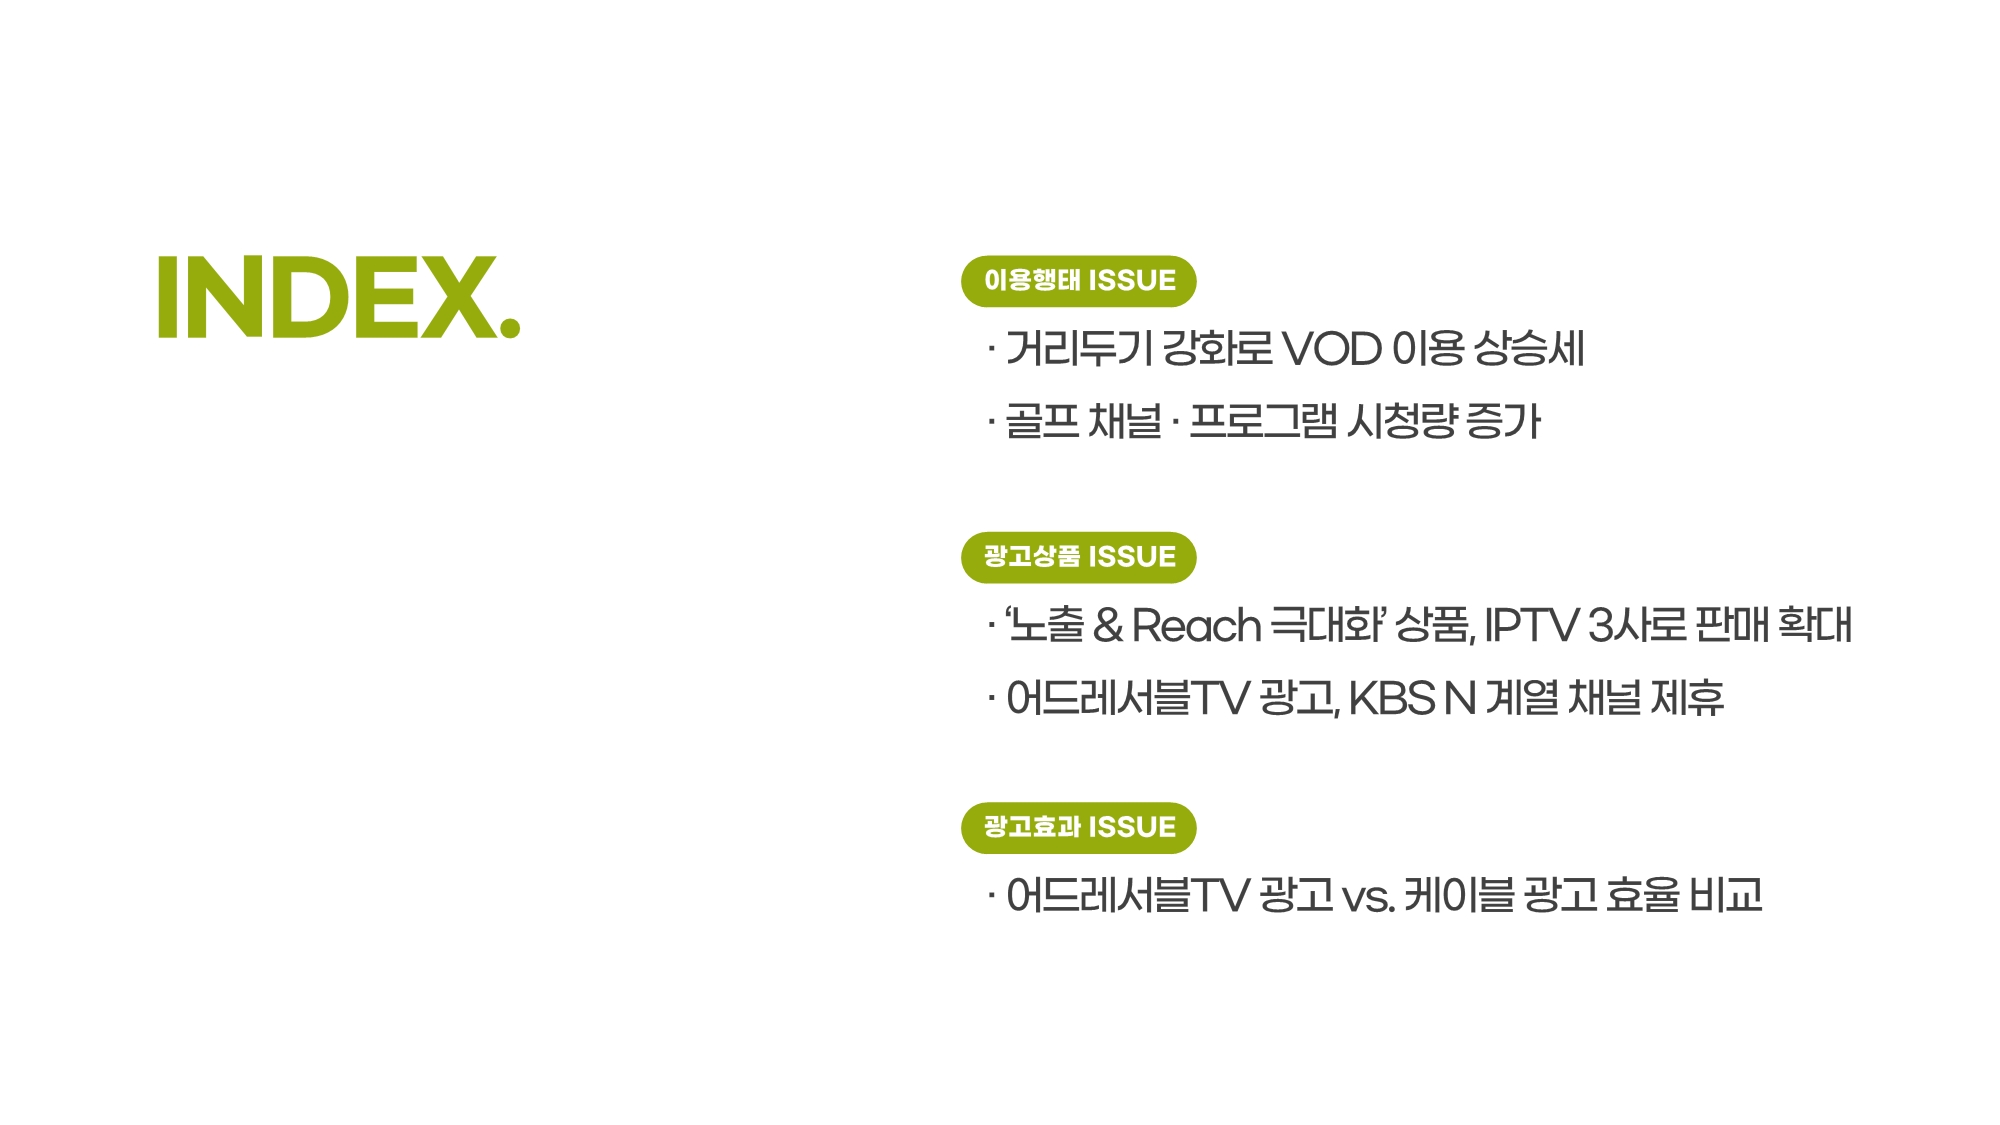 INDEX.
이용행태 ISSUE
· 거리두기 강화로 VOD 이용 상승세
· 골프 채널 · 프로그램 시청량 증가
광고상품 ISSUE
· ‘노출 & Reach 극대화’ 상품, IPTV 3사로 판매 확대
· 어드레서블TV 광고, KBS N 계열 채널 제휴
광고효과 ISSUE
· 어드레서블TV 광고 vs. 케이블 광고 효율 비교